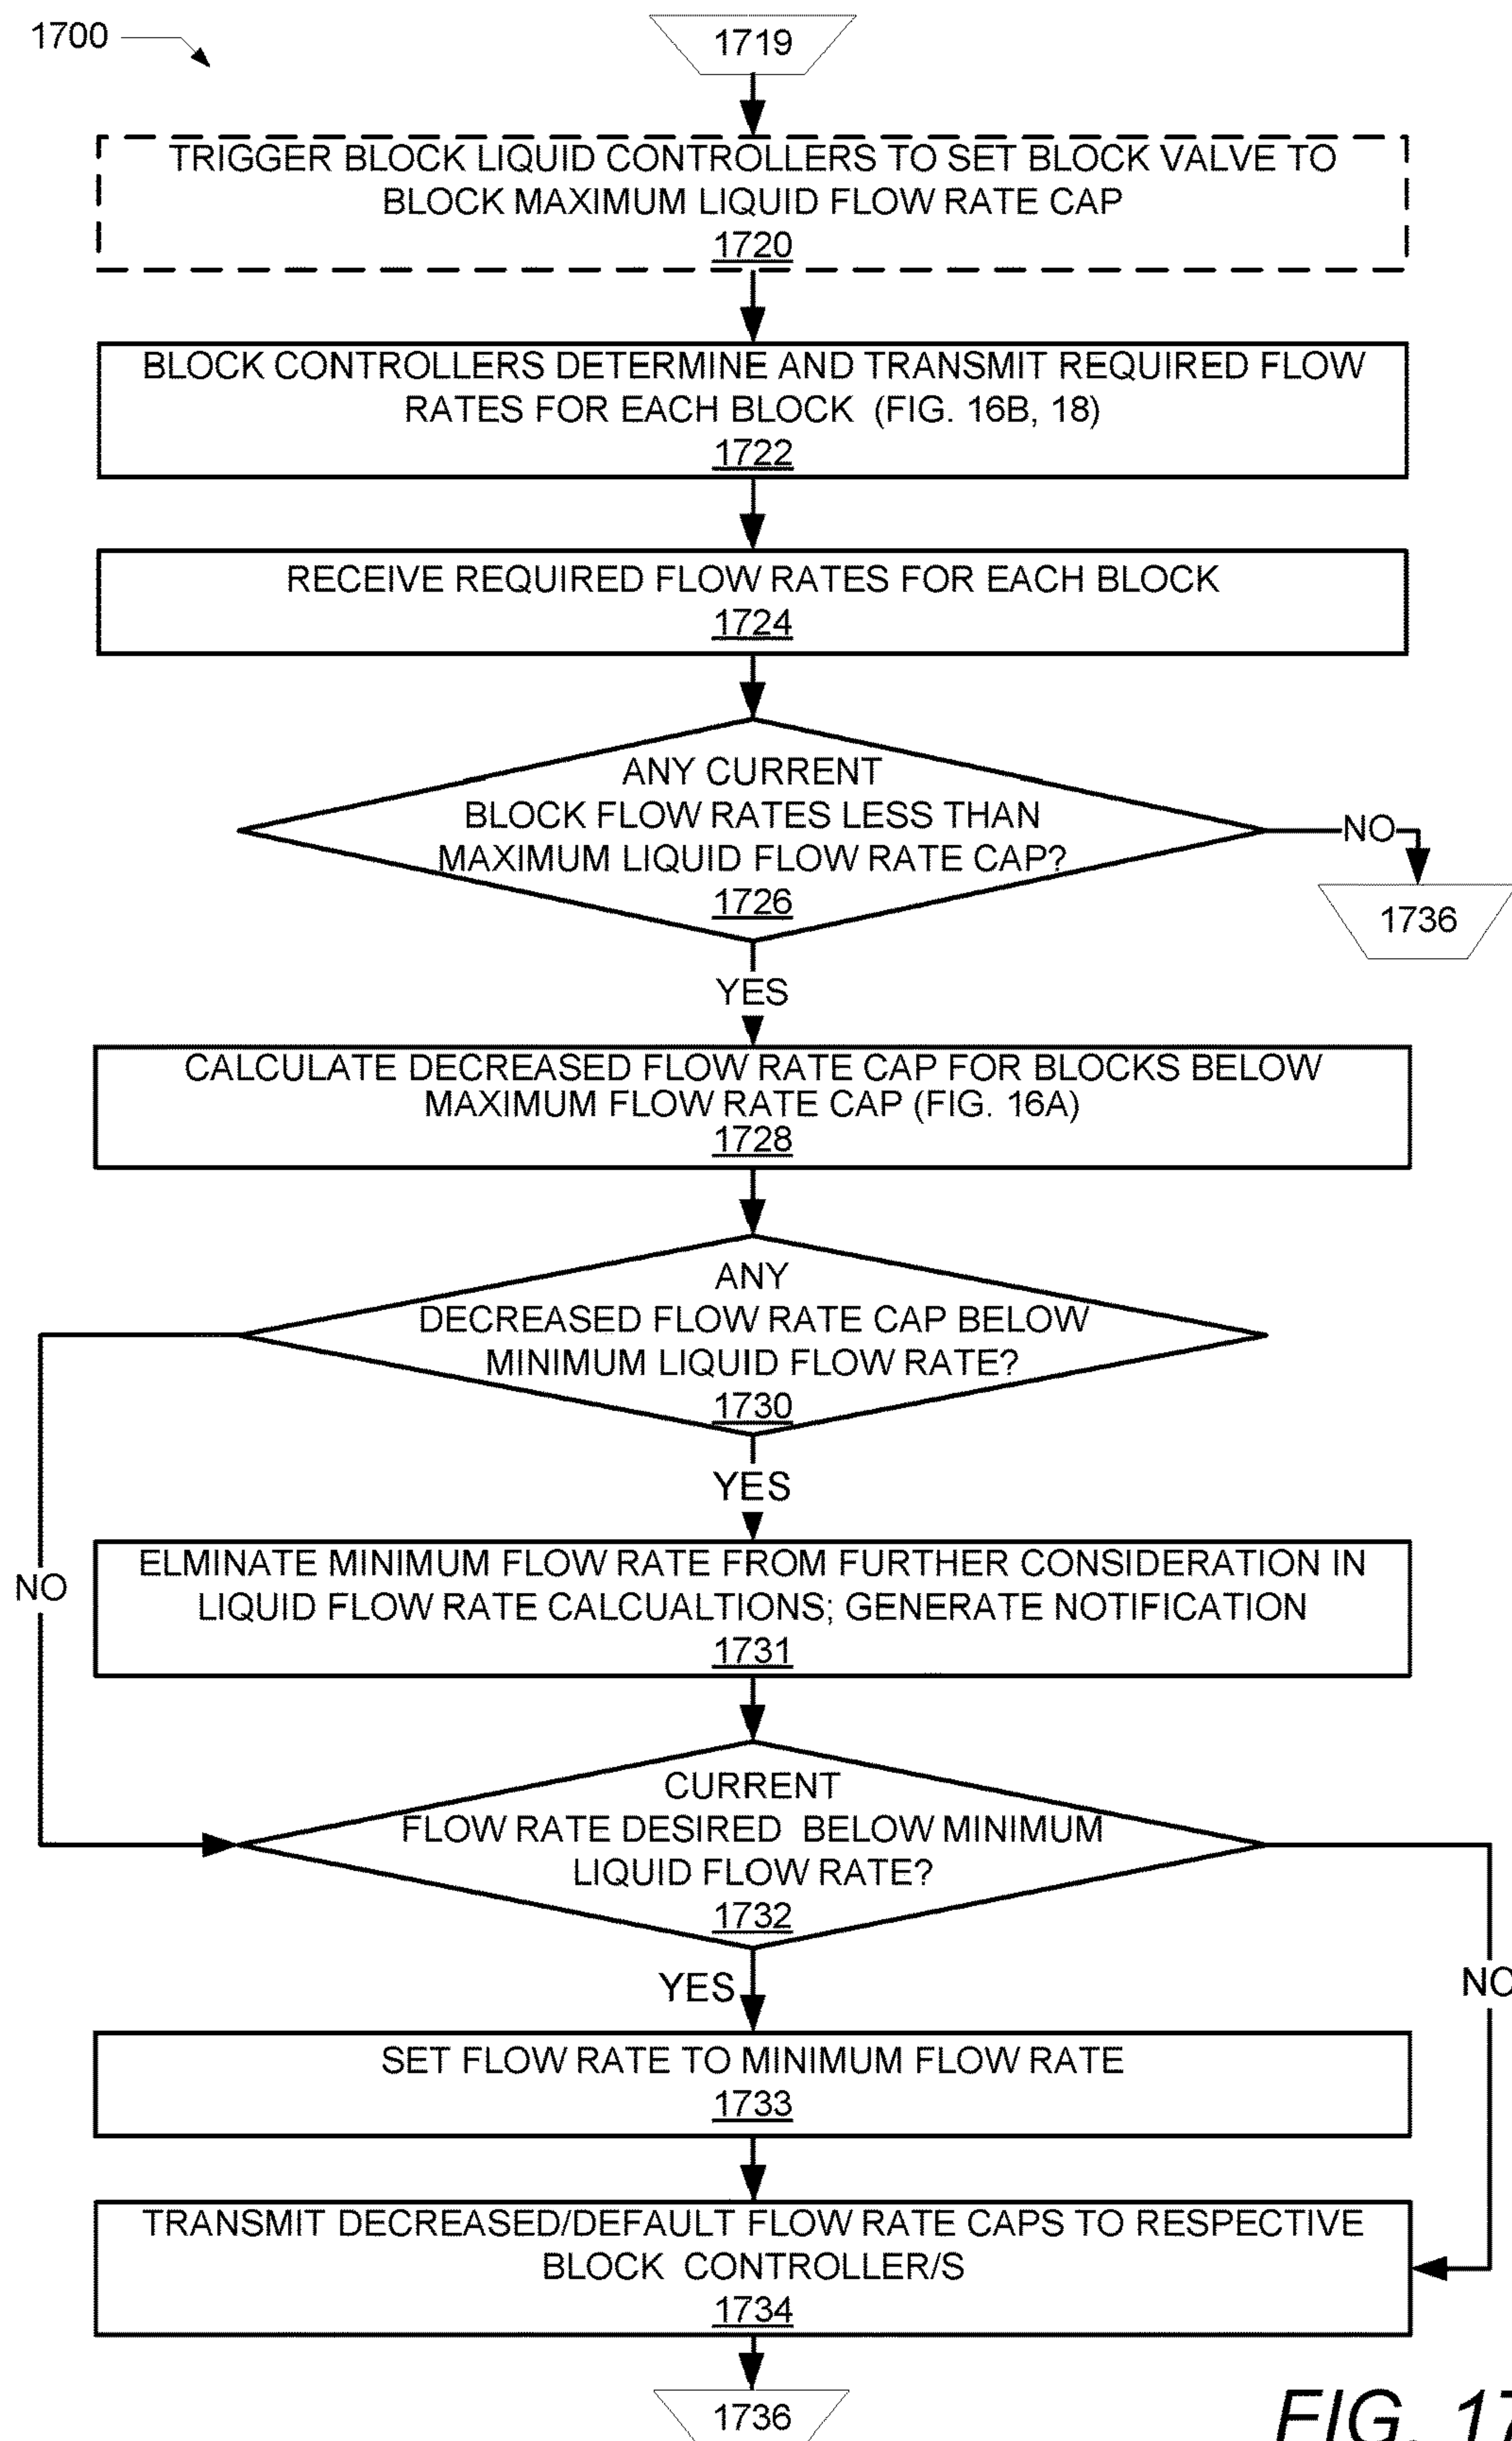 1700
1719
TRIGGER BLOCK LIQUID CONTROLLERS TO SET BLOCK VALVE TO
BLOCK MAXIMUM LIQUID FLOW RATE CAP
1720
BLOCK CONTROLLERS DETERMINE AND TRANSMIT REQUIRED FLOW
RATES FOR EACH BLOCK (FIG. 16B, 18)
1722
RECEIVE REQUIRED FLOW RATES FOR EACH BLOCK
1724
ANY CURRENT
BLOCK FLOW RATES LESS THAN
MAXIMUM LIQUID FLOW RATE CAP?
1726
NO
1736
YES
CALCULATE DECREASED FLOW RATE CAP FOR BLOCKS BELOW
MAXIMUM FLOW RATE CAP (FIG. 16A)
1728
ANY
DECREASED FLOW RATE CAP BELOW
MINIMUM LIQUID FLOW RATE?
1730
YES
NO
ELMINATE MINIMUM FLOW RATE FROM FURTHER CONSIDERATION IN
LIQUID FLOW RATE CALCUALTIONS; GENERATE NOTIFICATION
1731
CURRENT
FLOW RATE DESIRED BELOW MINIMUM
LIQUID FLOW RATE?
1732
YES
NO
SET FLOW RATE TO MINIMUM FLOW RATE
1733
TRANSMIT DECREASED/DEFAULT FLOW RATE CAPS TO RESPECTIVE
BLOCK CONTROLLER/S
1734
1736
FIG. 17